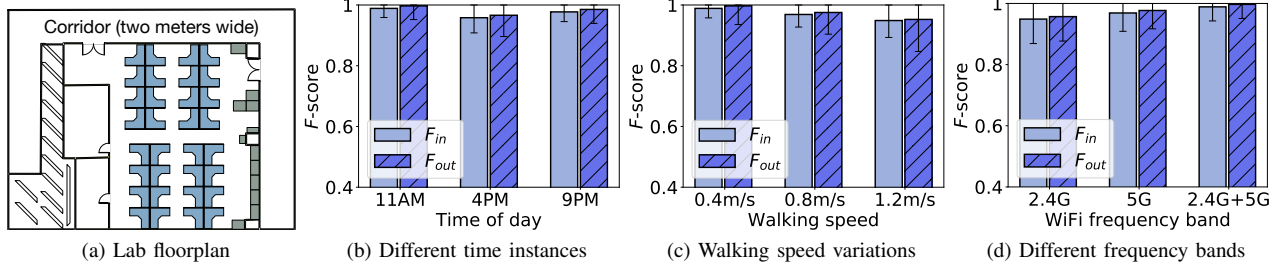 Corridor (two meters wide)
(a) Lab floorplan
1
0.8
0.6
0.4
F-score
F_in
F_out
11AM 4PM 9PM
Time of day
(b) Different time instances
1
0.8
0.6
0.4
F-score
F_in
F_out
0.4m/s 0.8m/s 1.2m/s
Walking speed
(c) Walking speed variations
1
0.8
0.6
0.4
F-score
F_in
F_out
2.4G 5G 2.4G+5G
WiFi frequency band
(d) Different frequency bands